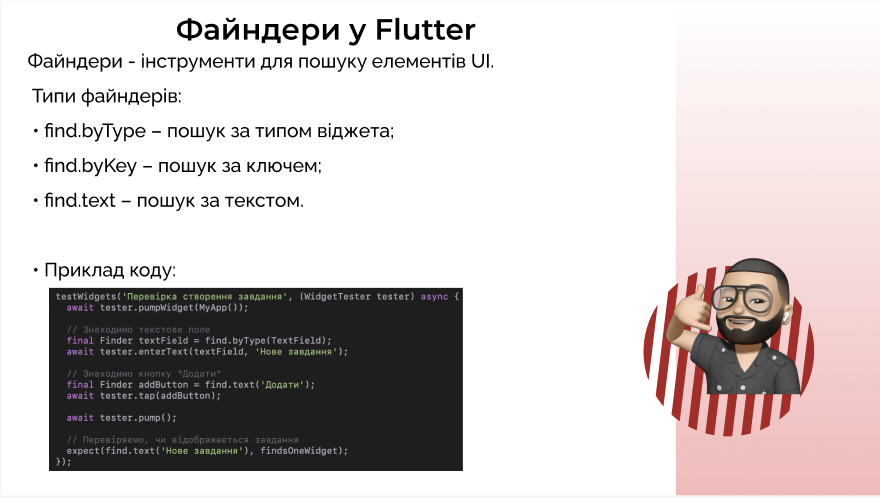 Файндери у Flutter
Файндери - інструменти для пошуку елементів UI.
Типи файндерів:
• find.byType – пошук за типом віджета;
• find.byKey – пошук за ключем;
• find.text – пошук за текстом.
• Приклад коду:
testWidgets('Перевірка створення завдання', (WidgetTester tester) async {
await tester.pumpWidget(MyApp());
// Знаходимо текстове поле
final Finder textField = find.byType(TextField);
await tester.enterText(textField, 'Нове завдання');
// Знаходимо кнопку "Додати"
final Finder addButton = find.text('Додати');
await tester.tap(addButton);
await tester.pump();
// Перевіряємо, чи відображається завдання
expect(find.text('Нове завдання'), findsOneWidget);
});